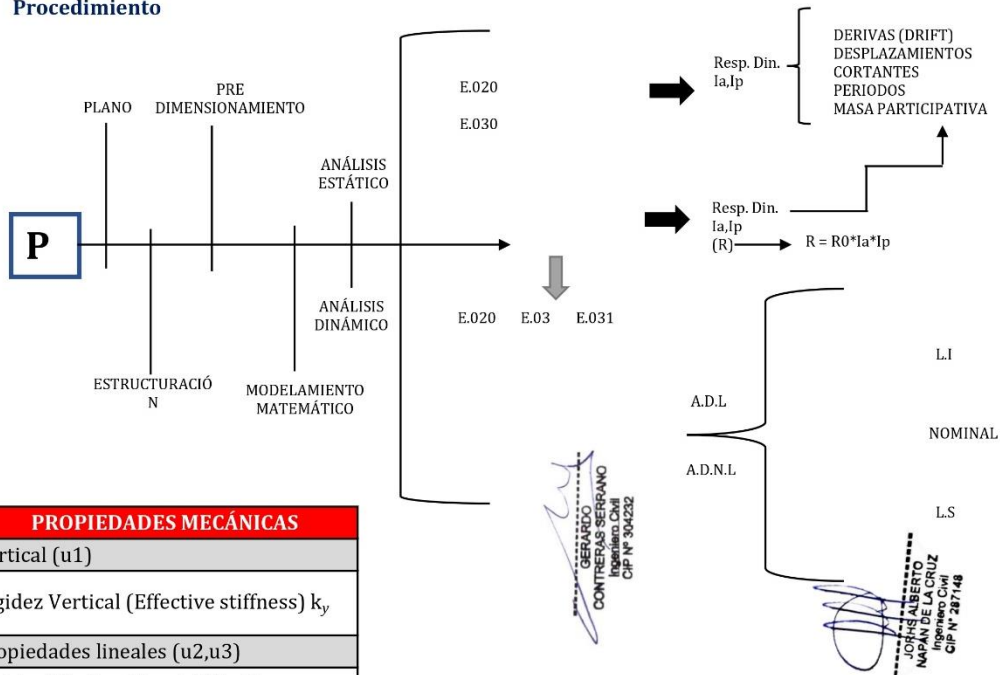 Procedimiento
PLANO
PRE
DIMENSIONAMIENTO
ANÁLISIS
ESTÁTICO
P
ESTRUCTURACIÓ
N
MODELAMIENTO
MATEMÁTICO
ANÁLISIS
DINÁMICO
E.020
E.030
E.020 E.03 E.031
Resp. Din.
Ia,Ip
DERIVAS (DRIFT)
DESPLAZAMIENTOS
CORTANTES
PERIODOS
MASA PARTICIPATIVA
Resp. Din.
Ia,Ip
(R) R = R0*Ia*Ip
A.D.L
A.D.N.L
L.I
NOMINAL
L.S
GERARDO
CONTRERAS SERRANO
Ingeniero Civil
CIP Nº 304232
JORHS ALBERTO
NAPAN DE LA CRUZ
Ingeniero Civil
CIP Nº 287148
PROPIEDADES MECÁNICAS
rtical (u1)
gidez Vertical (Effective stiffness) ky
opiedades lineales (u2,u3)